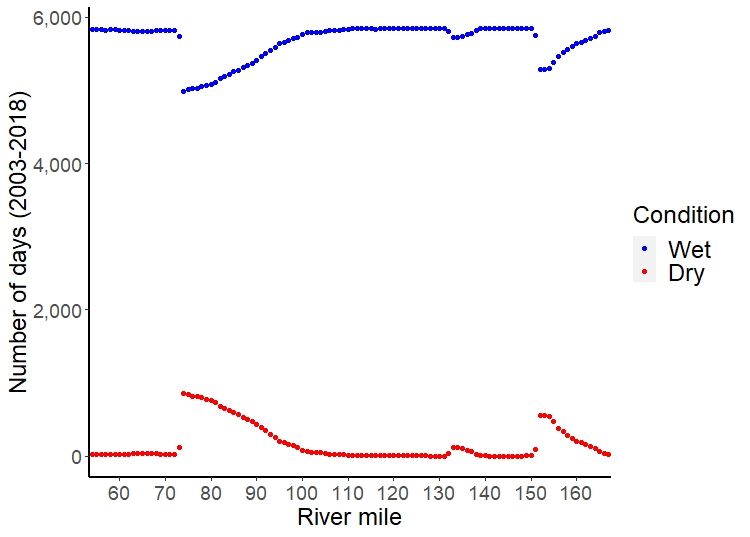 Number of days (2003-2018)
6,000
4,000
2,000
0
60 70 80 90 100 110 120 130 140 150 160
River mile
Condition
Wet
Dry